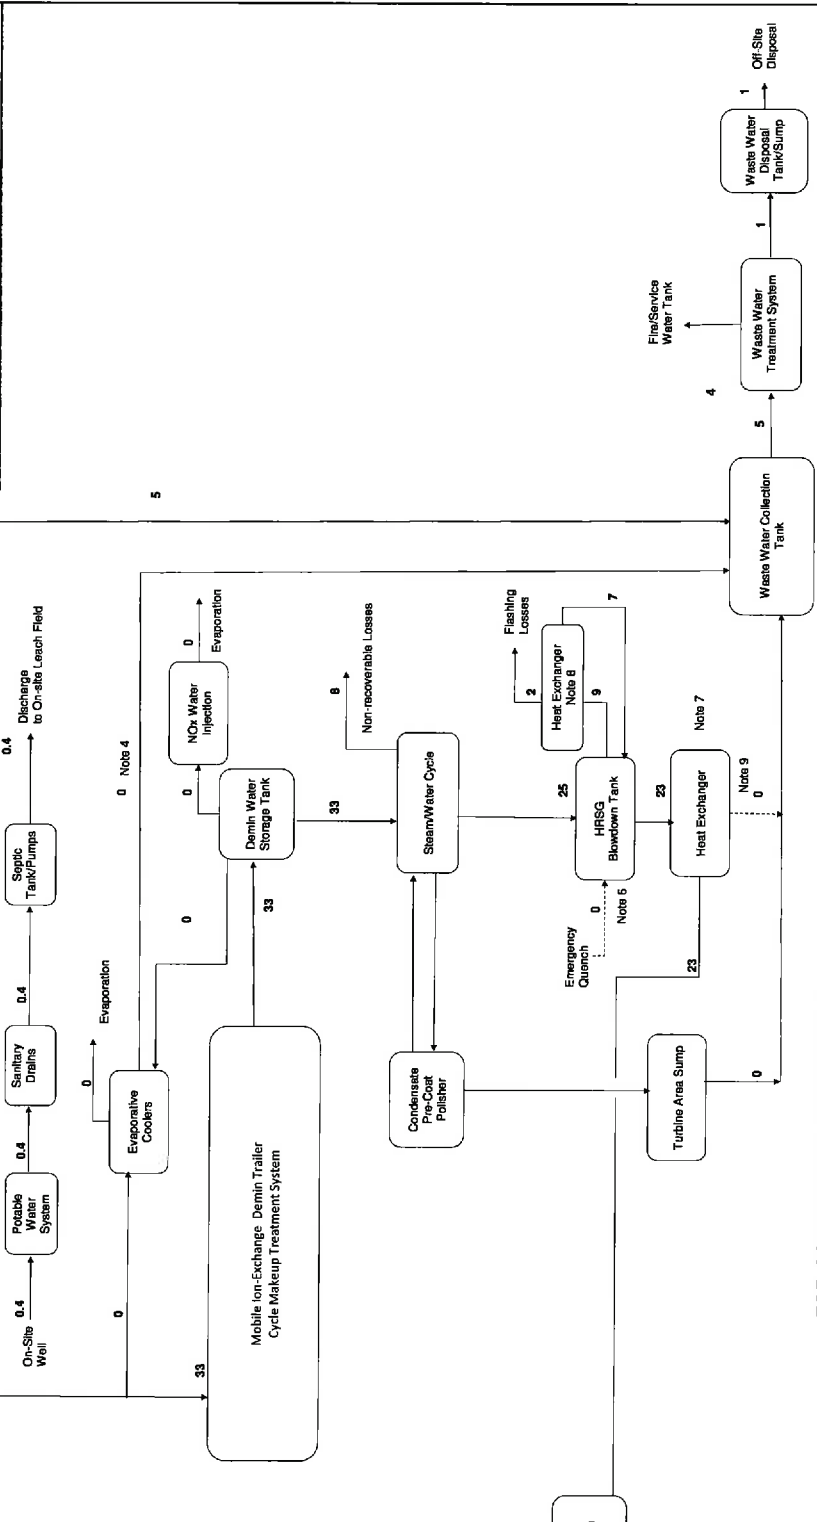 0.4
On-Site
Well
0.4
Potable
Water
System
0.4
Sanitary
Drains
0.4
Septic
Tank/Pumps
0.4
Discharge
to On-site Leach Field
0
Evaporation
0
Evaporative
Coolers
0
0 Note 4
5
NOx Water
Injection
0
Evaporation
0
Demin Water
Storage Tank
33
Mobile Ion-Exchange Demin Trailer
Cycle Makeup Treatment System
33
33
8
Non-recoverable Losses
Steam/Water Cycle
Condensate
Pre-Coat
Polisher
Flashing
Losses
2
Heat Exchanger
Note 8
9
7
25
HRSG
Blowdown Tank
Emergency
Quench
0
Note 5
23
Heat Exchanger
Note 7
Note 9
0
23
Turbine Area Sump
0
Waste Water Collection
Tank
5
4
Fire/Service
Water Tank
Waste Water
Treatment System
1
Waste Water
Disposal
Tank/Sump
1
Off-Site
Disposal